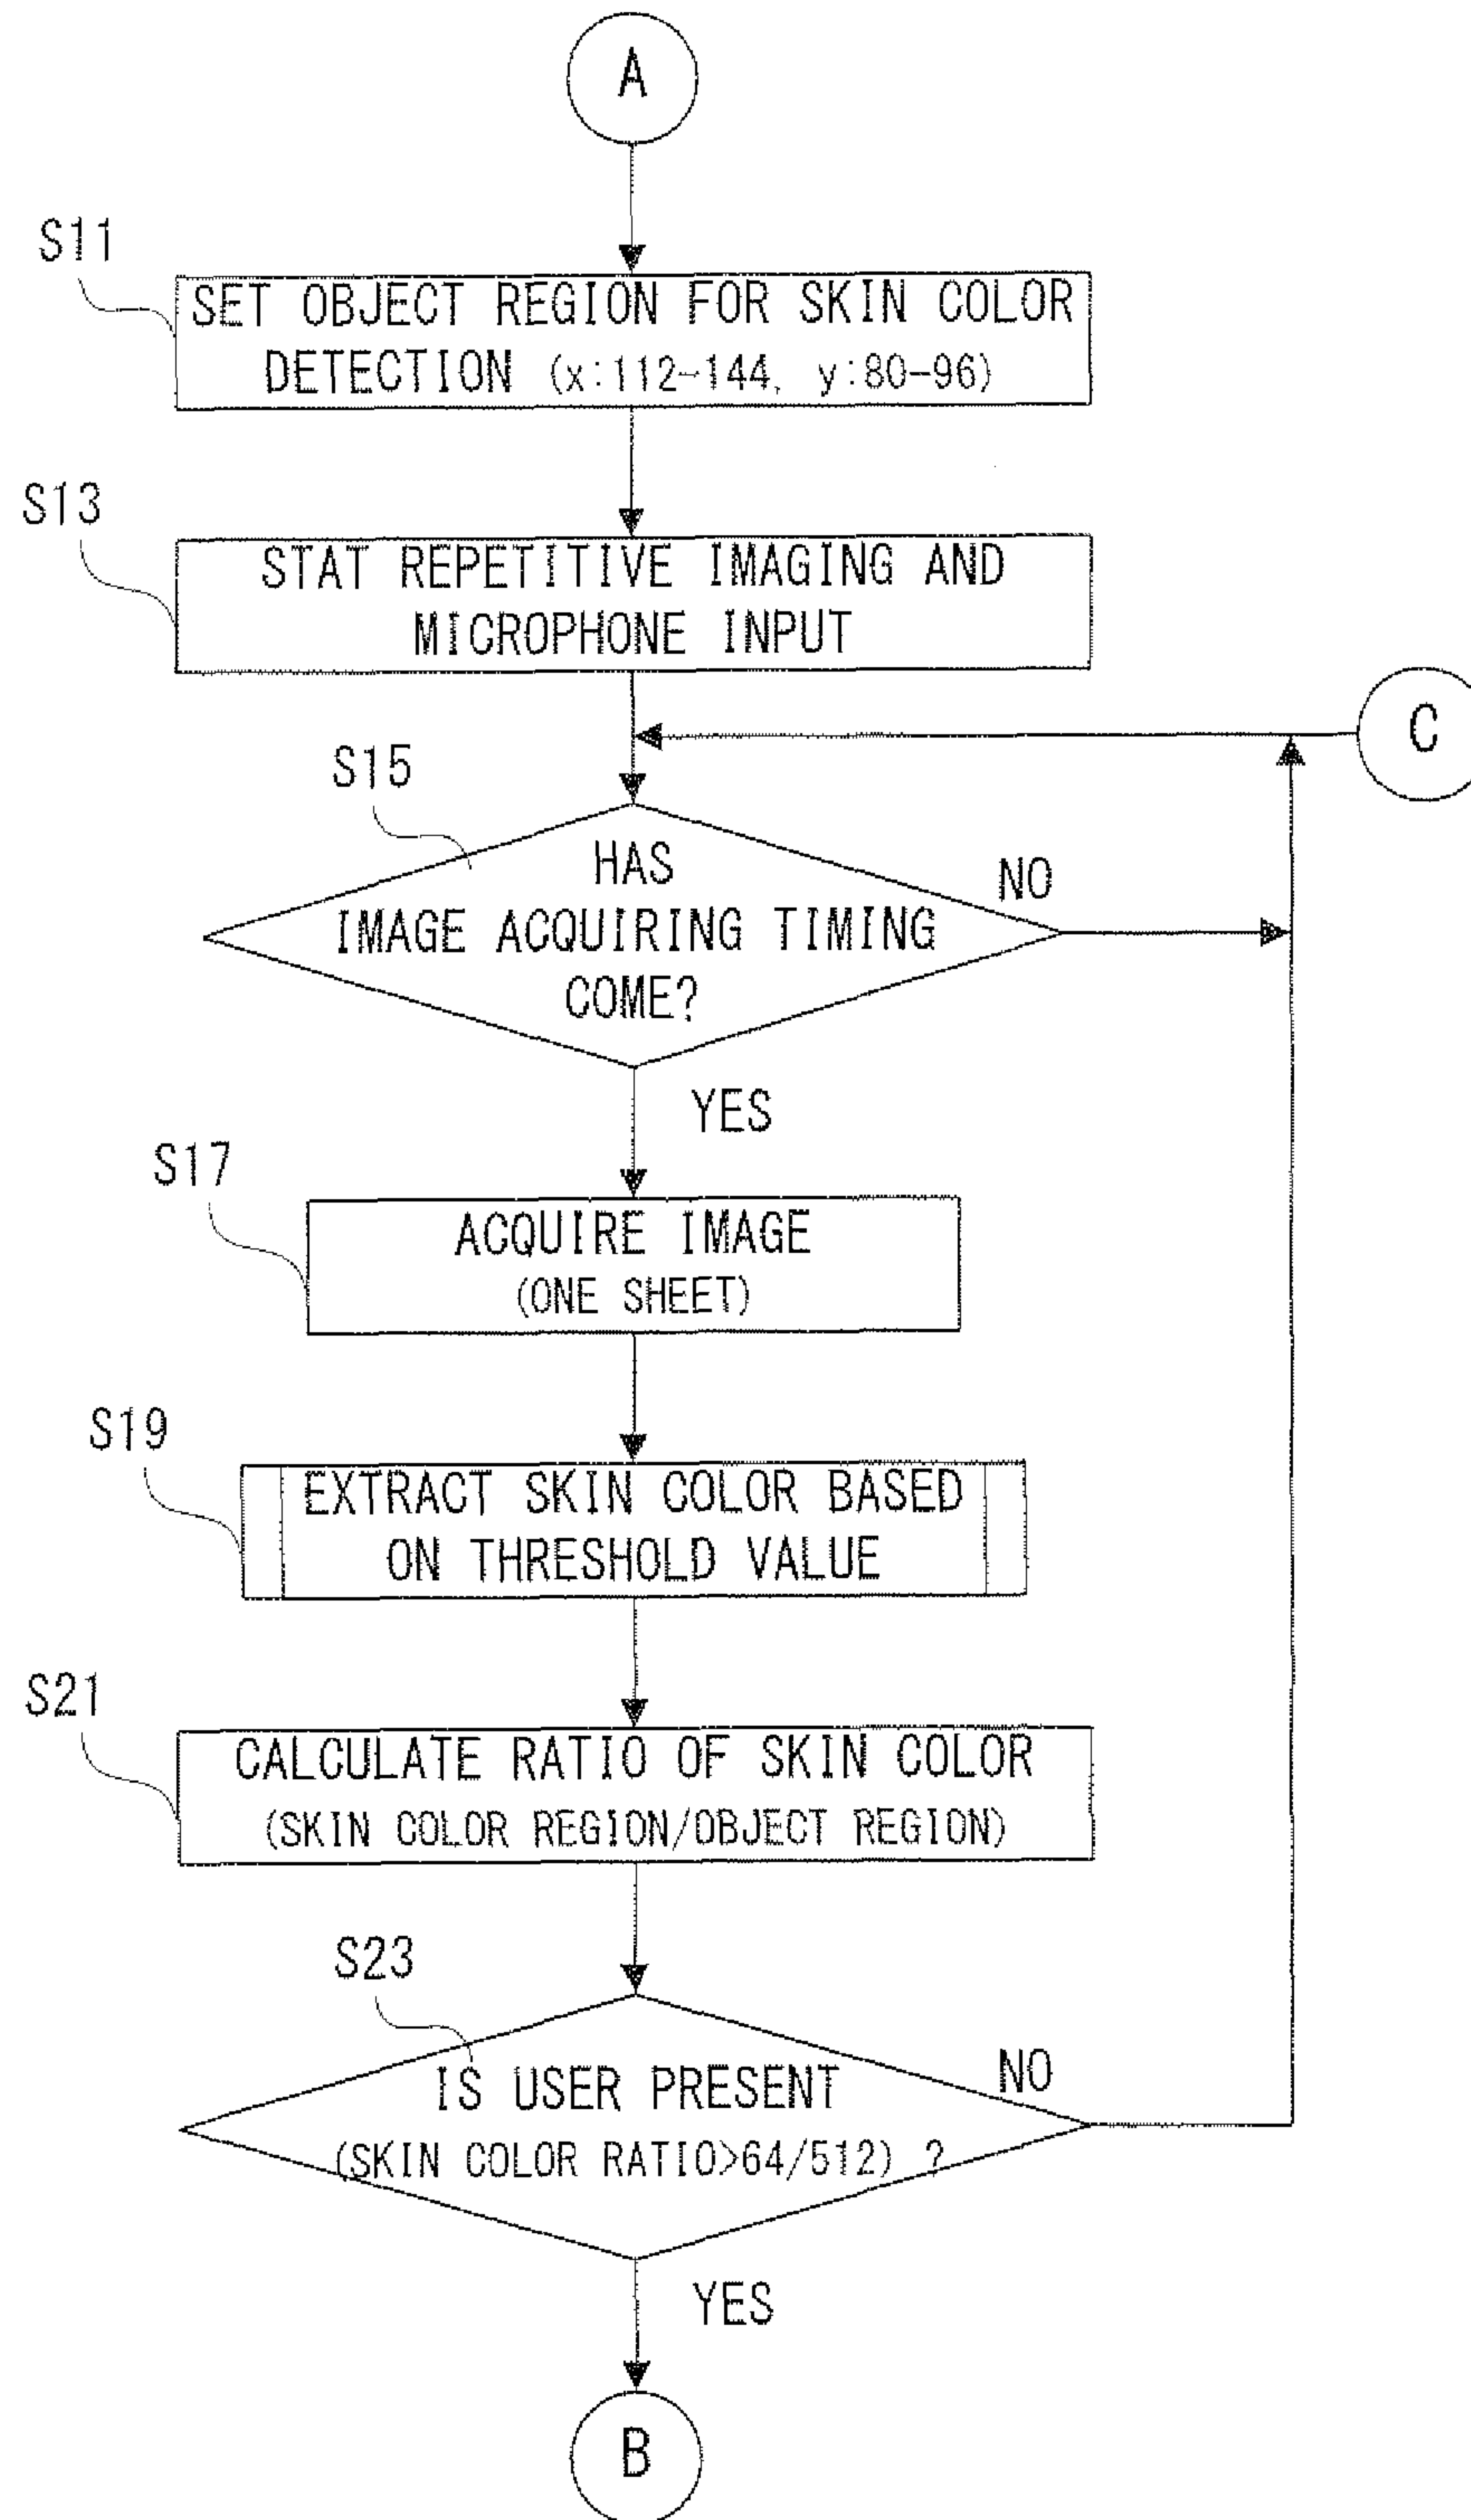 A
S11
SET OBJECT REGION FOR SKIN COLOR
DETECTION (x:112-144, y:80-96)
S13
STAT REPETITIVE IMAGING AND
MICROPHONE INPUT
C
S15
HAS
IMAGE ACQUIRING TIMING
COME?
NO
YES
S17
ACQUIRE IMAGE
(ONE SHEET)
S19
EXTRACT SKIN COLOR BASED
ON THRESHOLD VALUE
S21
CALCULATE RATIO OF SKIN COLOR
(SKIN COLOR REGION/OBJECT REGION)
S23
IS USER PRESENT
(SKIN COLOR RATIO>64/512) ?
NO
YES
B